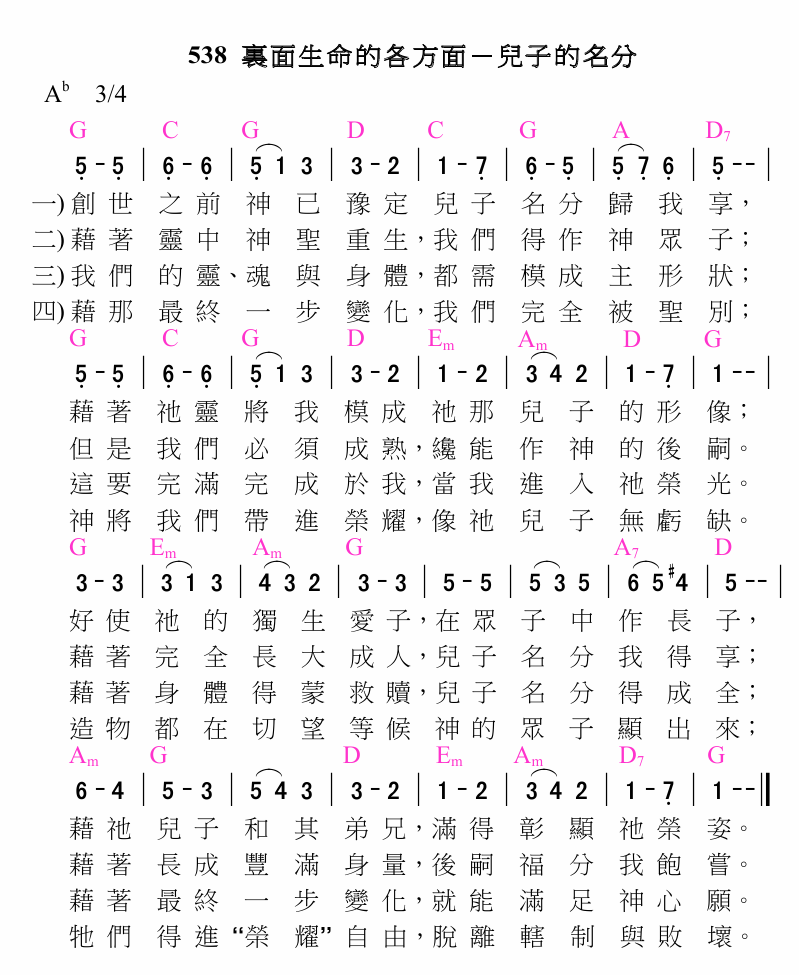 538 裏面生命的各方面－兒子的名分
A♭ 3/4
G C G D C G A D7
5̣ - 5̣ | 6̣ - 6̣ | 5̣ 1 3 | 3 - 2 | 1 - 7̣ | 6̣ - 5̣ | 5̣ 7̣ 6̣ | 5̣ - - |
一) 創世之前神已豫定兒子名分歸我享，
二) 藉著靈中神聖重生，我們得作神眾子；
三) 我們的靈、魂與身體，都需模成主形狀；
四) 藉那最終一步變化，我們完全被聖別；
G C G D Em Am D G
5̣ - 5̣ | 6̣ - 6̣ | 5̣ 1 3 | 3 - 2 | 1 - 2 | 3 4 2 | 1 - 7̣ | 1 - - |
藉著祂靈將我模成祂那兒子的形像；
但是我們必須成熟，纔能作神的後嗣。
這要完滿完成於我，當我進入祂榮光。
神將我們帶進榮耀，像祂兒子無虧缺。
G Em Am G A7 D
3 - 3 | 3 1 3 | 4 3 2 | 3 - 3 | 5 - 5 | 5 3 5 | 6 5 #4 | 5 - - |
好使祂的獨生愛子，在眾子中作長子，
藉著完全長大成人，兒子名分我得享；
藉著身體得蒙救贖，兒子名分得成全；
造物都在切望等候神的眾子顯出來；
Am G D Em Am D7 G
6 - 4 | 5 - 3 | 5 4 3 | 3 - 2 | 1 - 2 | 3 4 2 | 1 - 7̣ | 1 - - ‖
藉祂兒子和其弟兄，滿得彰顯祂榮姿。
藉著長成豐滿身量，後嗣福分我飽嘗。
藉著最終一步變化，就能滿足神心願。
牠們得進“榮耀”自由，脫離轄制與敗壞。